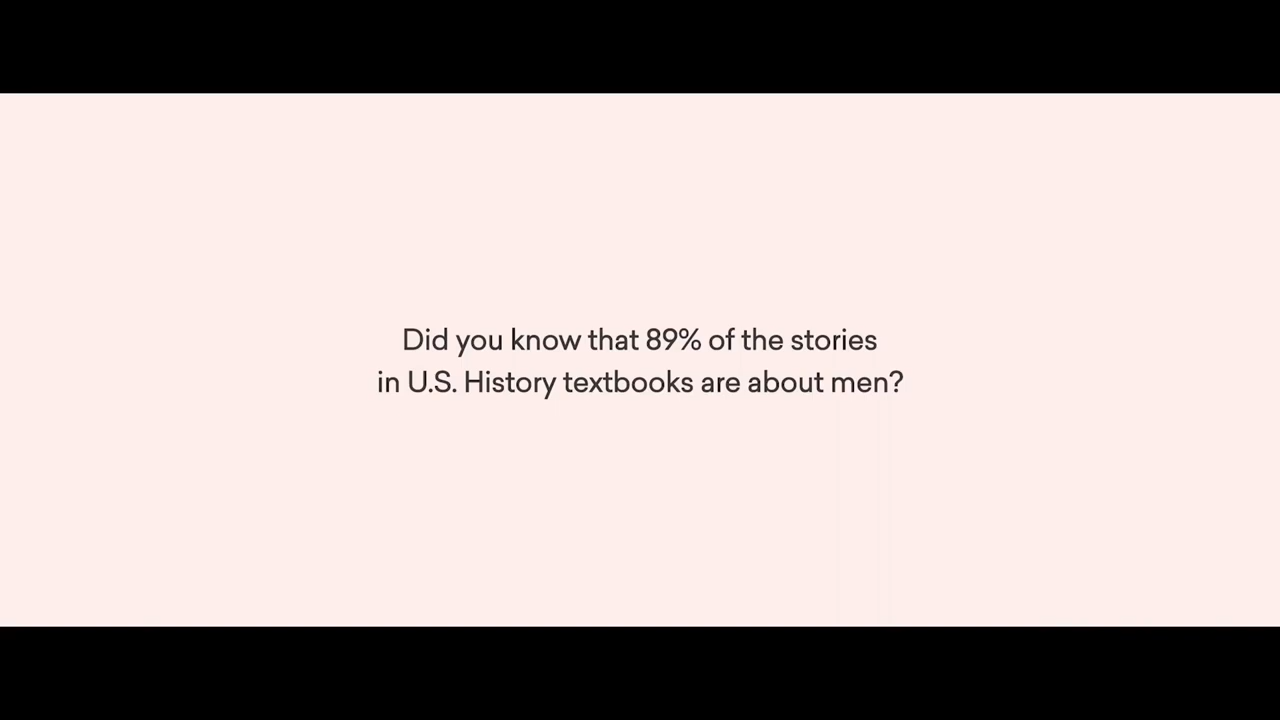 Did you know that 89% of the stories
in U.S. History textbooks are about men?